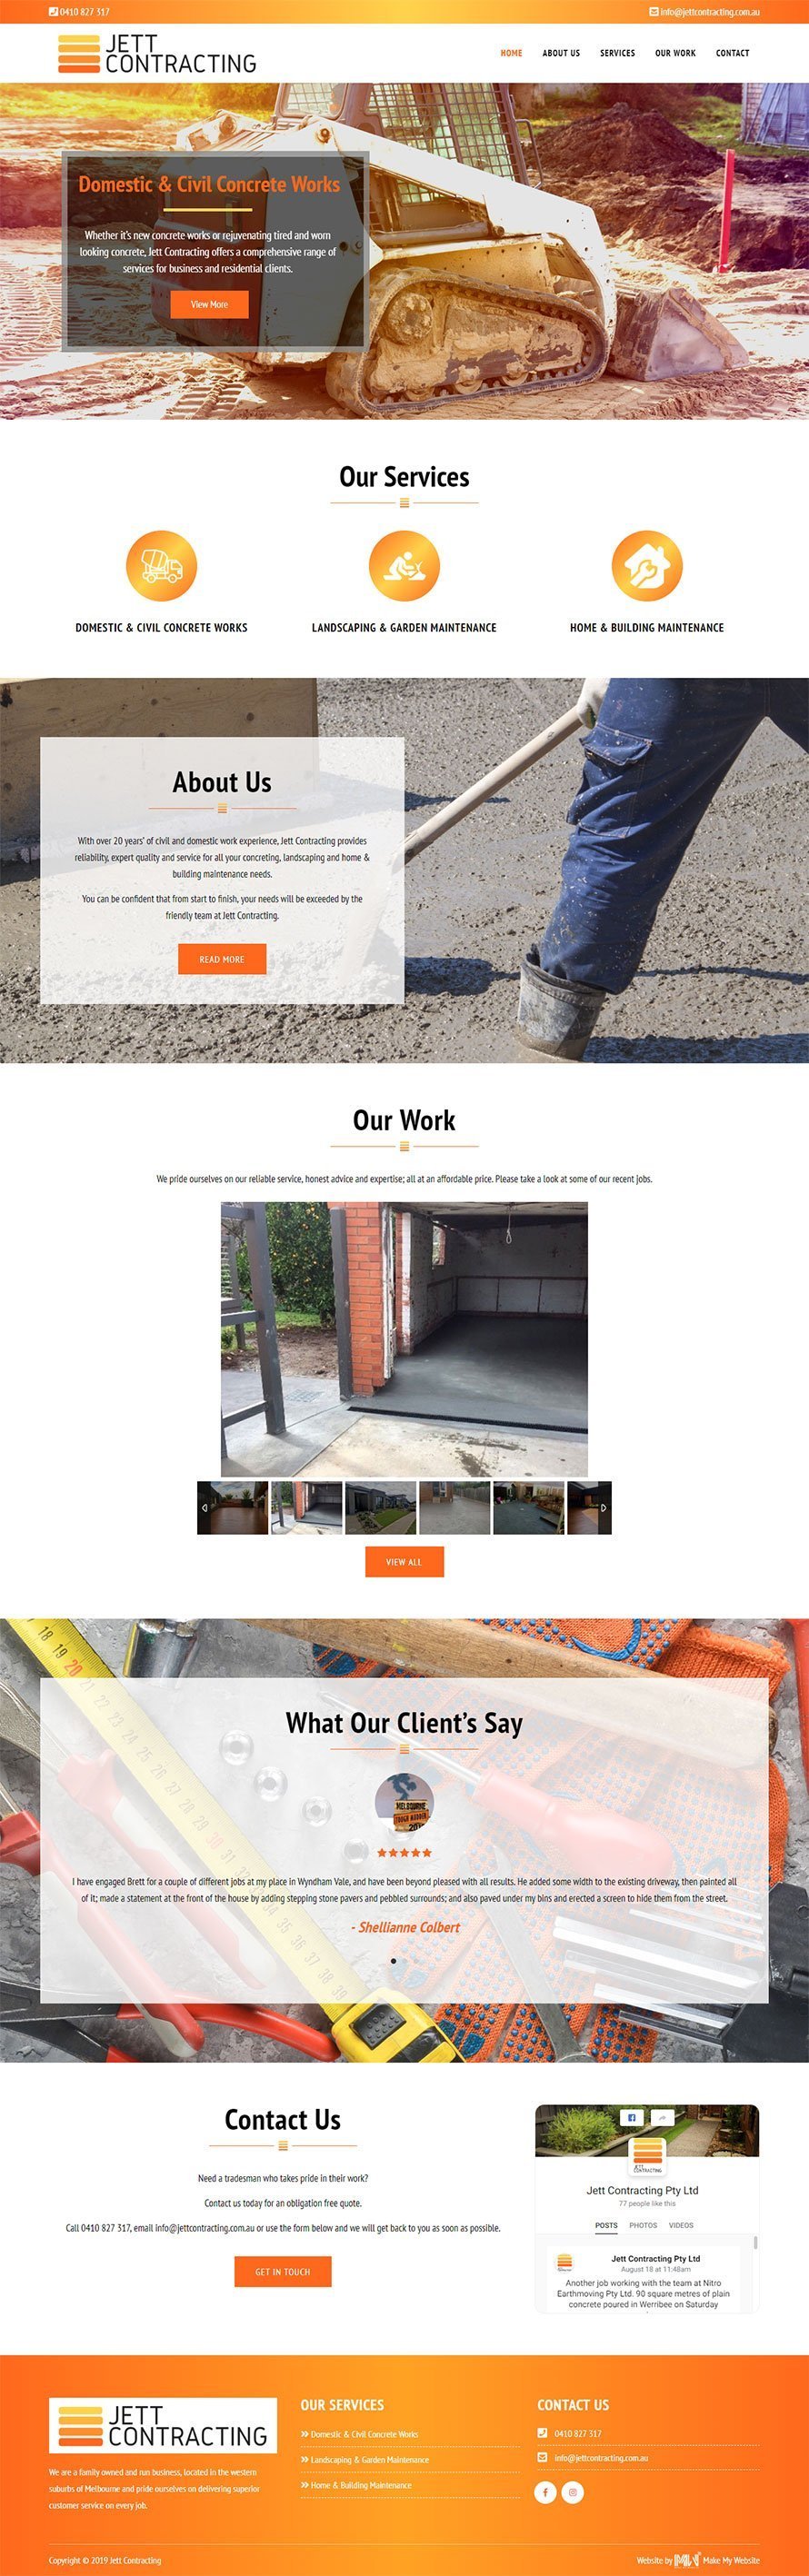 0410 827 317
info@jettcontracting.com.au
JETT
CONTRACTING
HOME ABOUT US SERVICES OUR WORK CONTACT
Domestic & Civil Concrete Works
Whether it's new concrete works or rejuvenating tired and worn
looking concrete, Jett Contracting offers a comprehensive range of
services for business and residential clients.
View More
Our Services
DOMESTIC & CIVIL CONCRETE WORKS
LANDSCAPING & GARDEN MAINTENANCE
HOME & BUILDING MAINTENANCE
About Us
With over 20 years' of civil and domestic work experience, Jett Contracting provides
reliability, expert quality and service for all your concreting, landscaping and home &
building maintenance needs.
You can be confident that from start to finish, your needs will be exceeded by the
friendly team at Jett Contracting.
READ MORE
Our Work
We pride ourselves on our reliable service, honest advice and expertise; all at an affordable price. Please take a look at some of our recent jobs.
VIEW ALL
18 19 20 21 22 23 24
What Our Client's Say
MELBOURNE
TOUGH MUDDER
I have engaged Brett for a couple of different jobs at my place in Wyndham Vale, and have been beyond pleased with all results. He added some width to the existing driveway, then painted all
of it; made a statement at the front of the house by adding stepping stone pavers and pebbled surrounds; and also paved under my bins and erected a screen to hide them from the street.
- Shellianne Colbert
35 36 37 38 39
Contact Us
Need a tradesman who takes pride in their work?
Contact us today for an obligation free quote.
Call 0410 827 317, email info@jettcontracting.com.au or use the form below and we will get back to you as soon as possible.
GET IN TOUCH
JETT
CONTRACTING
Jett Contracting Pty Ltd
77 people like this
POSTS PHOTOS VIDEOS
Jett Contracting Pty Ltd
August 18 at 11:48am
Another job working with the team at Nitro
Earthmoving Pty Ltd. 90 square metres of plain
concrete poured in Werribee on Saturday
JETT
CONTRACTING
We are a family owned and run business, located in the western
suburbs of Melbourne and pride ourselves on delivering superior
customer service on every job.
OUR SERVICES
Domestic & Civil Concrete Works
Landscaping & Garden Maintenance
Home & Building Maintenance
CONTACT US
0410 827 317
info@jettcontracting.com.au
Copyright © 2019 Jett Contracting
Website by MMW Make My Website